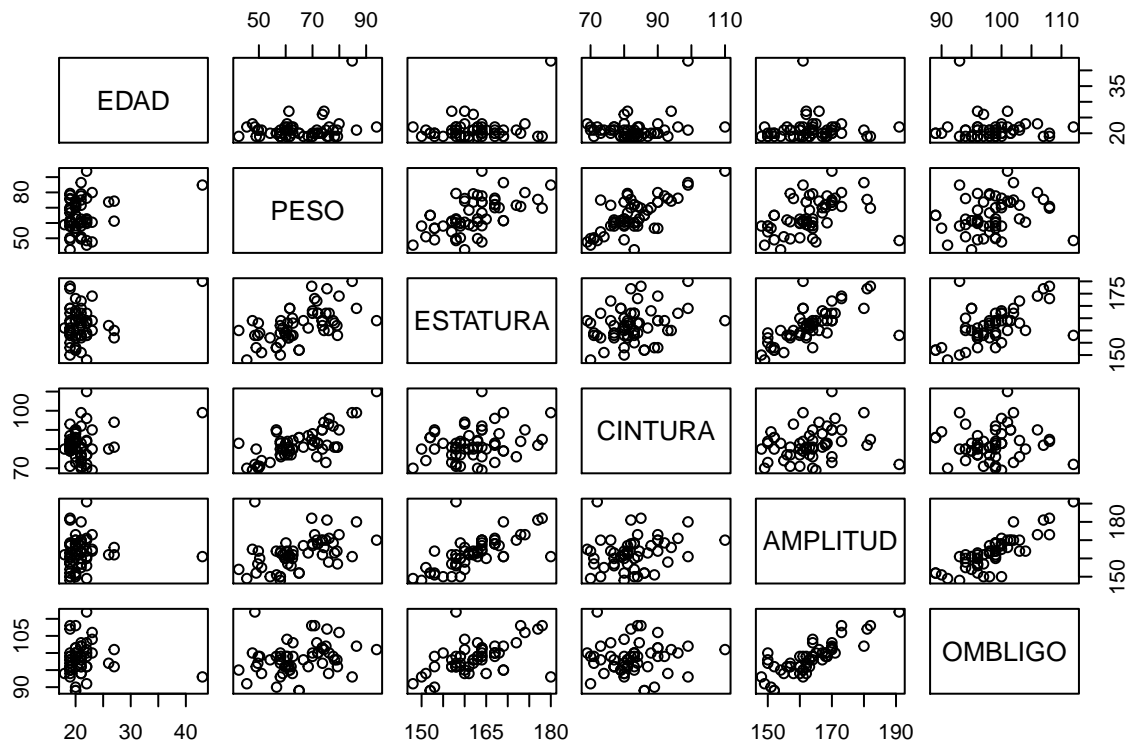 50 70 90
70 90 110
90 100 110
EDAD
20 35
50 80
PESO
ESTATURA
150 175
70 100
CINTURA
AMPLITUD
150 180
90 105
OMBLIGO
20 30 40
150 165 180
150 170 190